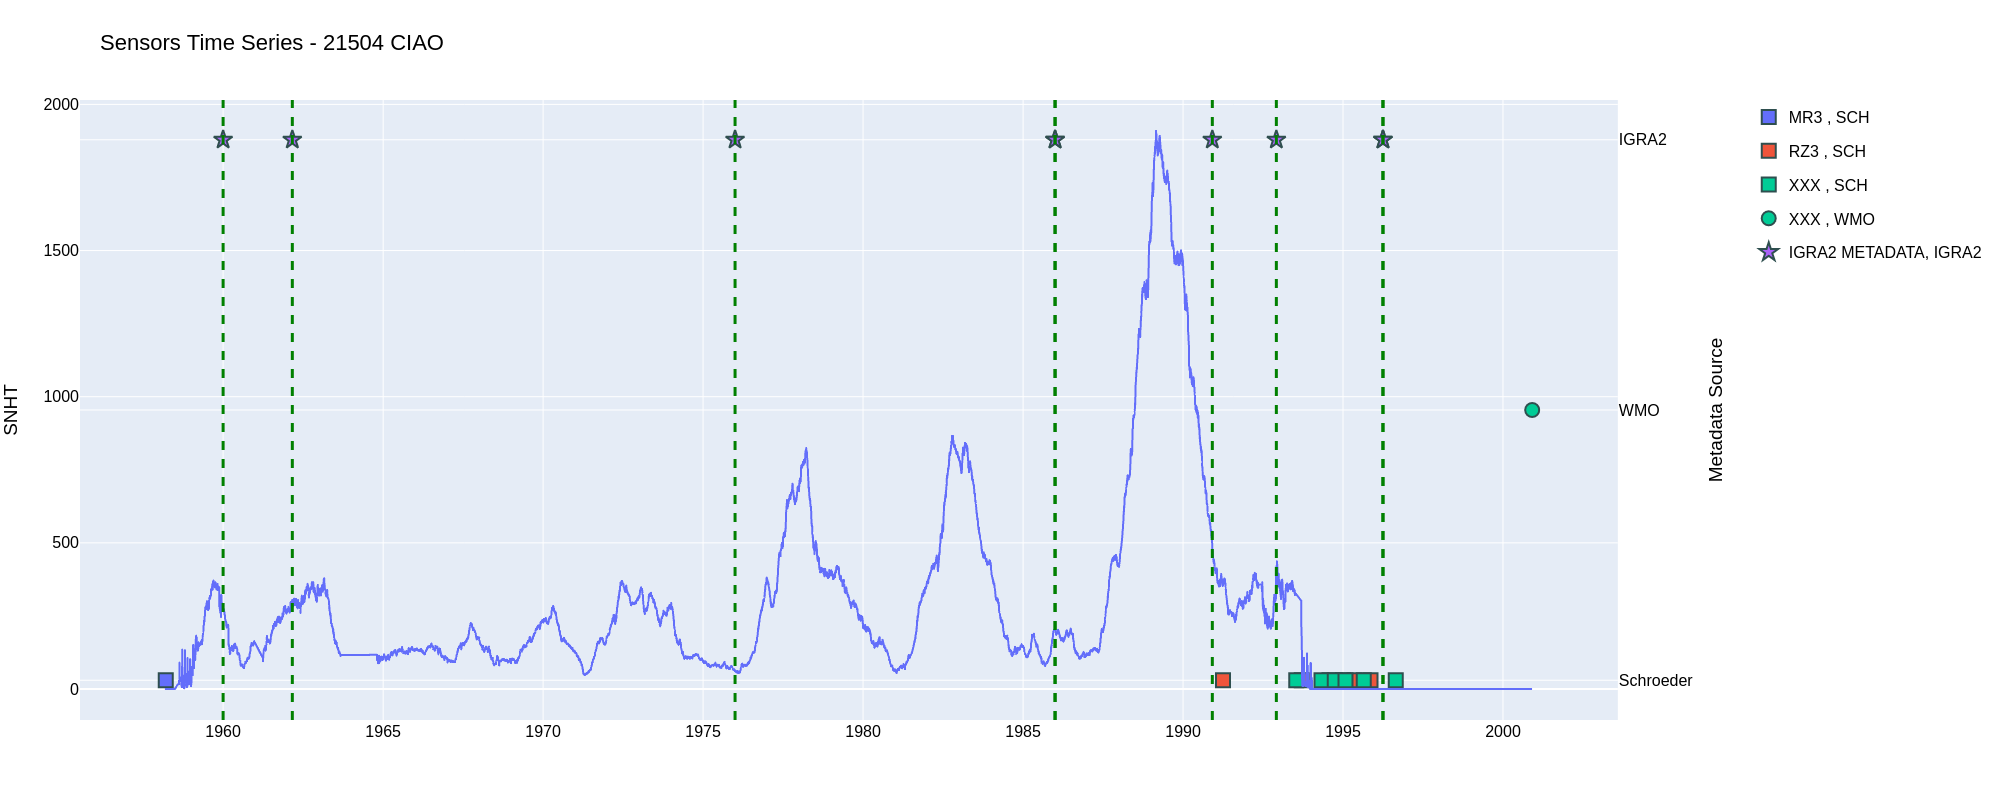 Sensors Time Series - 21504 CIAO
2000
1500
1000
500
0
SNHT
1960
1965
1970
1975
1980
1985
1990
1995
2000
IGRA2
WMO
Schroeder
Metadata Source
MR3 , SCH
RZ3 , SCH
XXX , SCH
XXX , WMO
IGRA2 METADATA, IGRA2